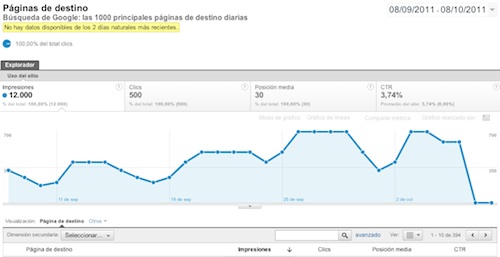 Páginas de destino
08/09/2011 - 08/10/2011
Búsqueda de Google: las 1000 principales páginas de destino diarias
No hay datos disponibles de los 2 días naturales más recientes.
100,00% del total clics
Explorador
Uso del sitio
Impresiones
Clics
Posición media
CTR
12.000
500
30
3,74%
% del total: 100,00% (12.000)
% del total: 100,00% (500)
% del total: 100,00% (30)
Promedio del sitio: 3,74% (0,00%)
Modo de gráfico
Gráfico de líneas
Comparar métrica
Gráfico realizado por:
700
700
11 de sep
18 de sep
25 de sep
2 de oct
Visualización:
Página de destino
Otros
Dimensión secundaria:
Seleccionar...
avanzado
Ver:
1 - 10 de 394
Página de destino
Impresiones
Clics
Posición media
CTR